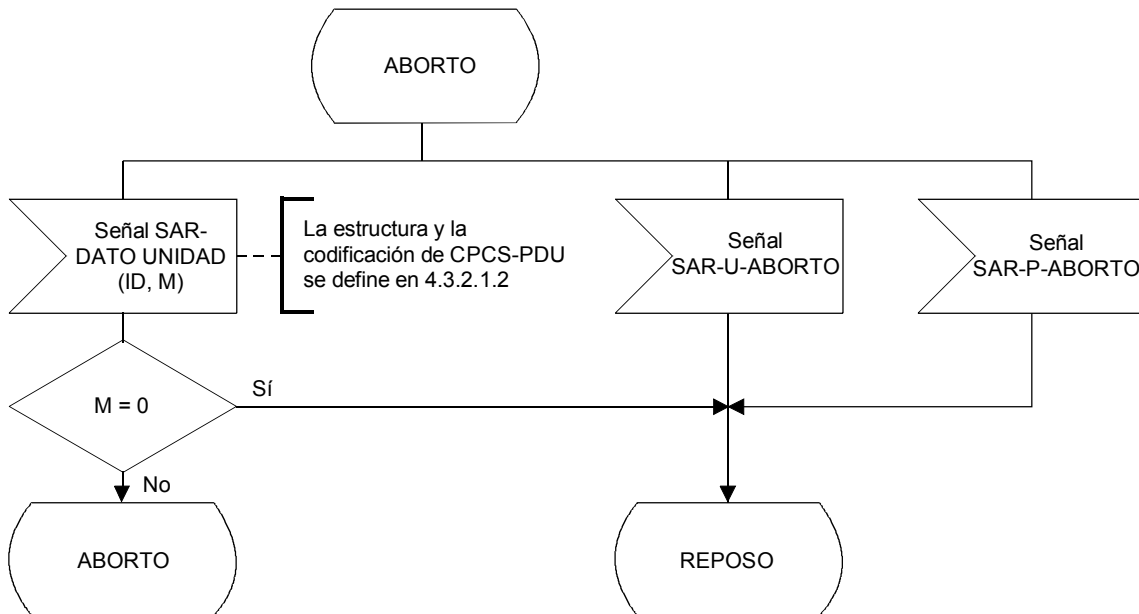 ABORTO
Señal SAR-
DATO UNIDAD
(ID, M)
La estructura y la
codificación de CPCS-PDU
se define en 4.3.2.1.2
Señal
SAR-U-ABORTO
Señal
SAR-P-ABORTO
M = 0
Sí
No
ABORTO
REPOSO